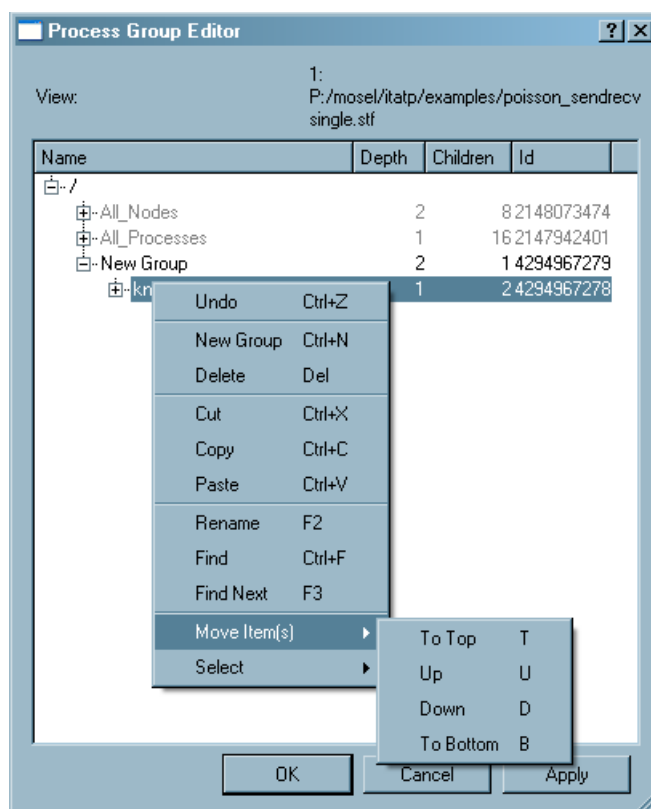 Process Group Editor
View:
1:
P:/mosel/itatp/examples/poisson_sendrecv
single.stf
Name Depth Children Id
/
All_Nodes 2 8 2148073474
All_Processes 1 16 2147942401
New Group 2 1 4294967279
1 2 4294967278
Undo Ctrl+Z
New Group Ctrl+N
Delete Del
Cut Ctrl+X
Copy Ctrl+C
Paste Ctrl+V
Rename F2
Find Ctrl+F
Find Next F3
Move Item(s)
Select
To Top T
Up U
Down D
To Bottom B
OK Cancel Apply